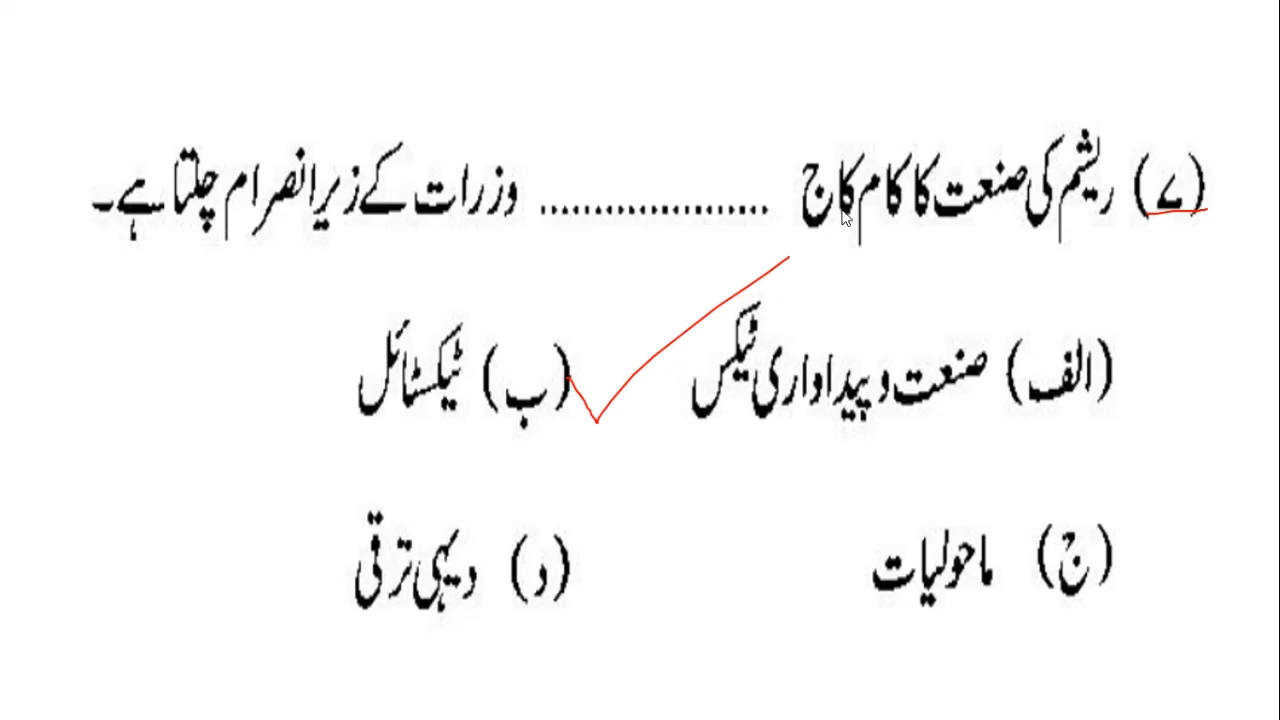 (۷) ریشم کی صنعت کا کام کاج ..................... وزرات کے زیر انصرام چلتا ہے۔
(الف) صنعت و پیداواری ٹیکس (ب) ٹیکسٹائل
(ج) ماحولیات (د) دیہی ترقی